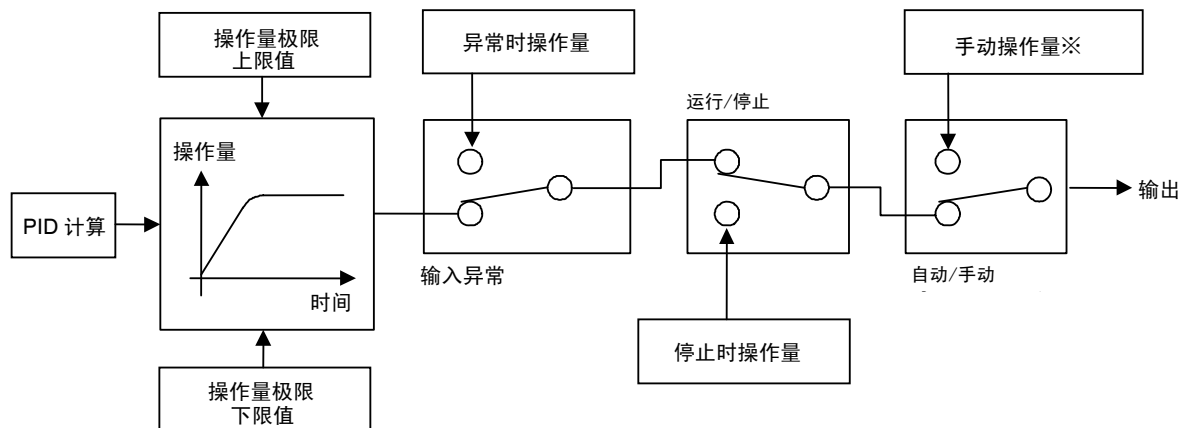 操作量极限
上限值
异常时操作量
手动操作量※
运行/停止
操作量
PID 计算
输出
时间
输入异常
自动/手动
停止时操作量
操作量极限
下限值